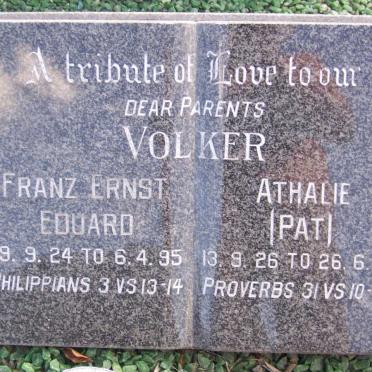 A tribute of Love to our
DEAR PARENTS
VOLKER
FRANZ ERNST
EDUARD
9. 9. 24 TO 6. 4. 95
PHILIPPIANS 3 VS 13-14
ATHALIE
(PAT)
13. 9. 26 TO 26. 6.
PROVERBS 31 VS 10-